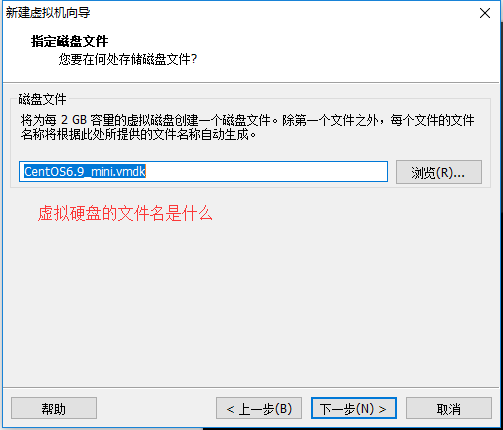 新建虚拟机向导
指定磁盘文件
您要在何处存储磁盘文件?
磁盘文件
将为每 2 GB 容量的虚拟磁盘创建一个磁盘文件。除第一个文件之外，每个文件的文件
名称将根据此处所提供的文件名称自动生成。
CentOS6.9_mini.vmdk
浏览(R)...
虚拟硬盘的文件名是什么
帮助
< 上一步(B)
下一步(N) >
取消